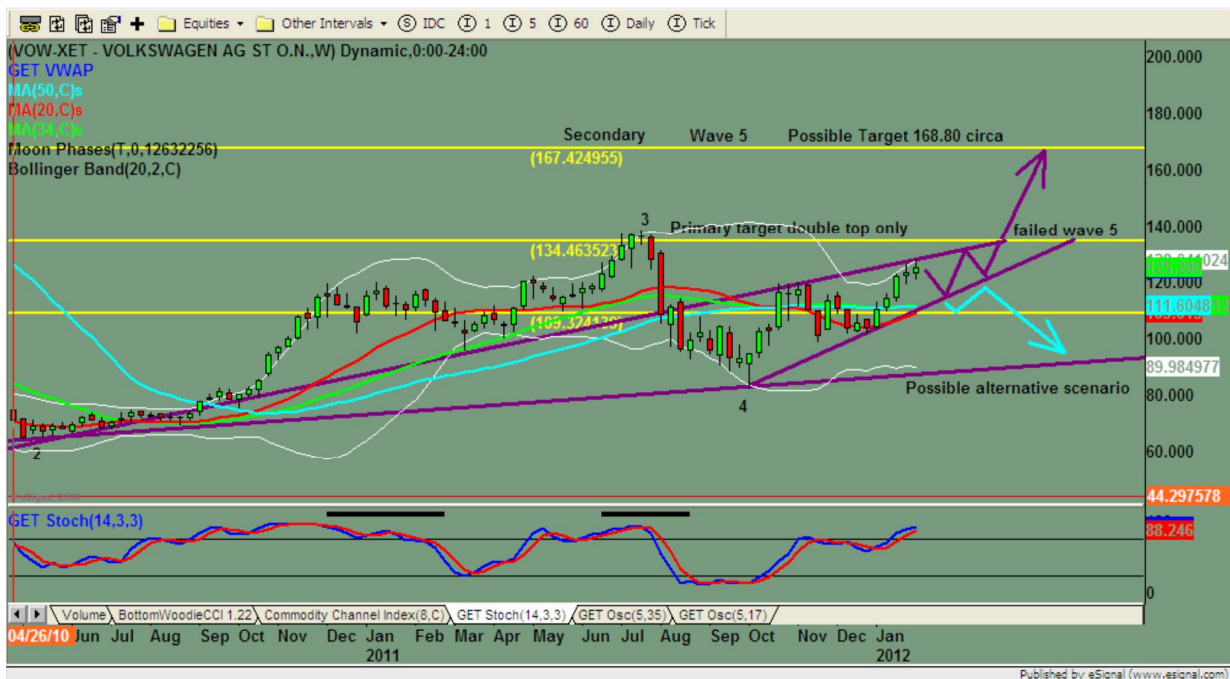 Equities Other Intervals IDC 1 5 60 Daily Tick
(VOW-XET - VOLKSWAGEN AG ST O.N.,W) Dynamic,0:00-24:00
GET VWAP
MA(50,C)s
MA(20,C)s
MA(34,C)s
Moon Phases(T,0,12632256)
Bollinger Band(20,2,C)
200.000
180.000
Secondary Wave 5 Possible Target 168.80 circa
(167.424955)
160.000
3
Primary target double top only
140.000
failed wave 5
(134.463523)
120.000
111.6048
100.000
89.984977
Possible alternative scenario
80.000
4
60.000
2
44.297578
GET Stoch(14,3,3)
88.246
0
Volume BottomWoodieCCI 1.22 Commodity Channel Index(8,C) GET Stoch(14,3,3) GET Osc(5,35) GET Osc(5,17)
04/26/10 Jun Jul Aug Sep Oct Nov Dec Jan Feb Mar Apr May Jun Jul Aug Sep Oct Nov Dec Jan
2011 2012
Published by eSignal (www.esignal.com)